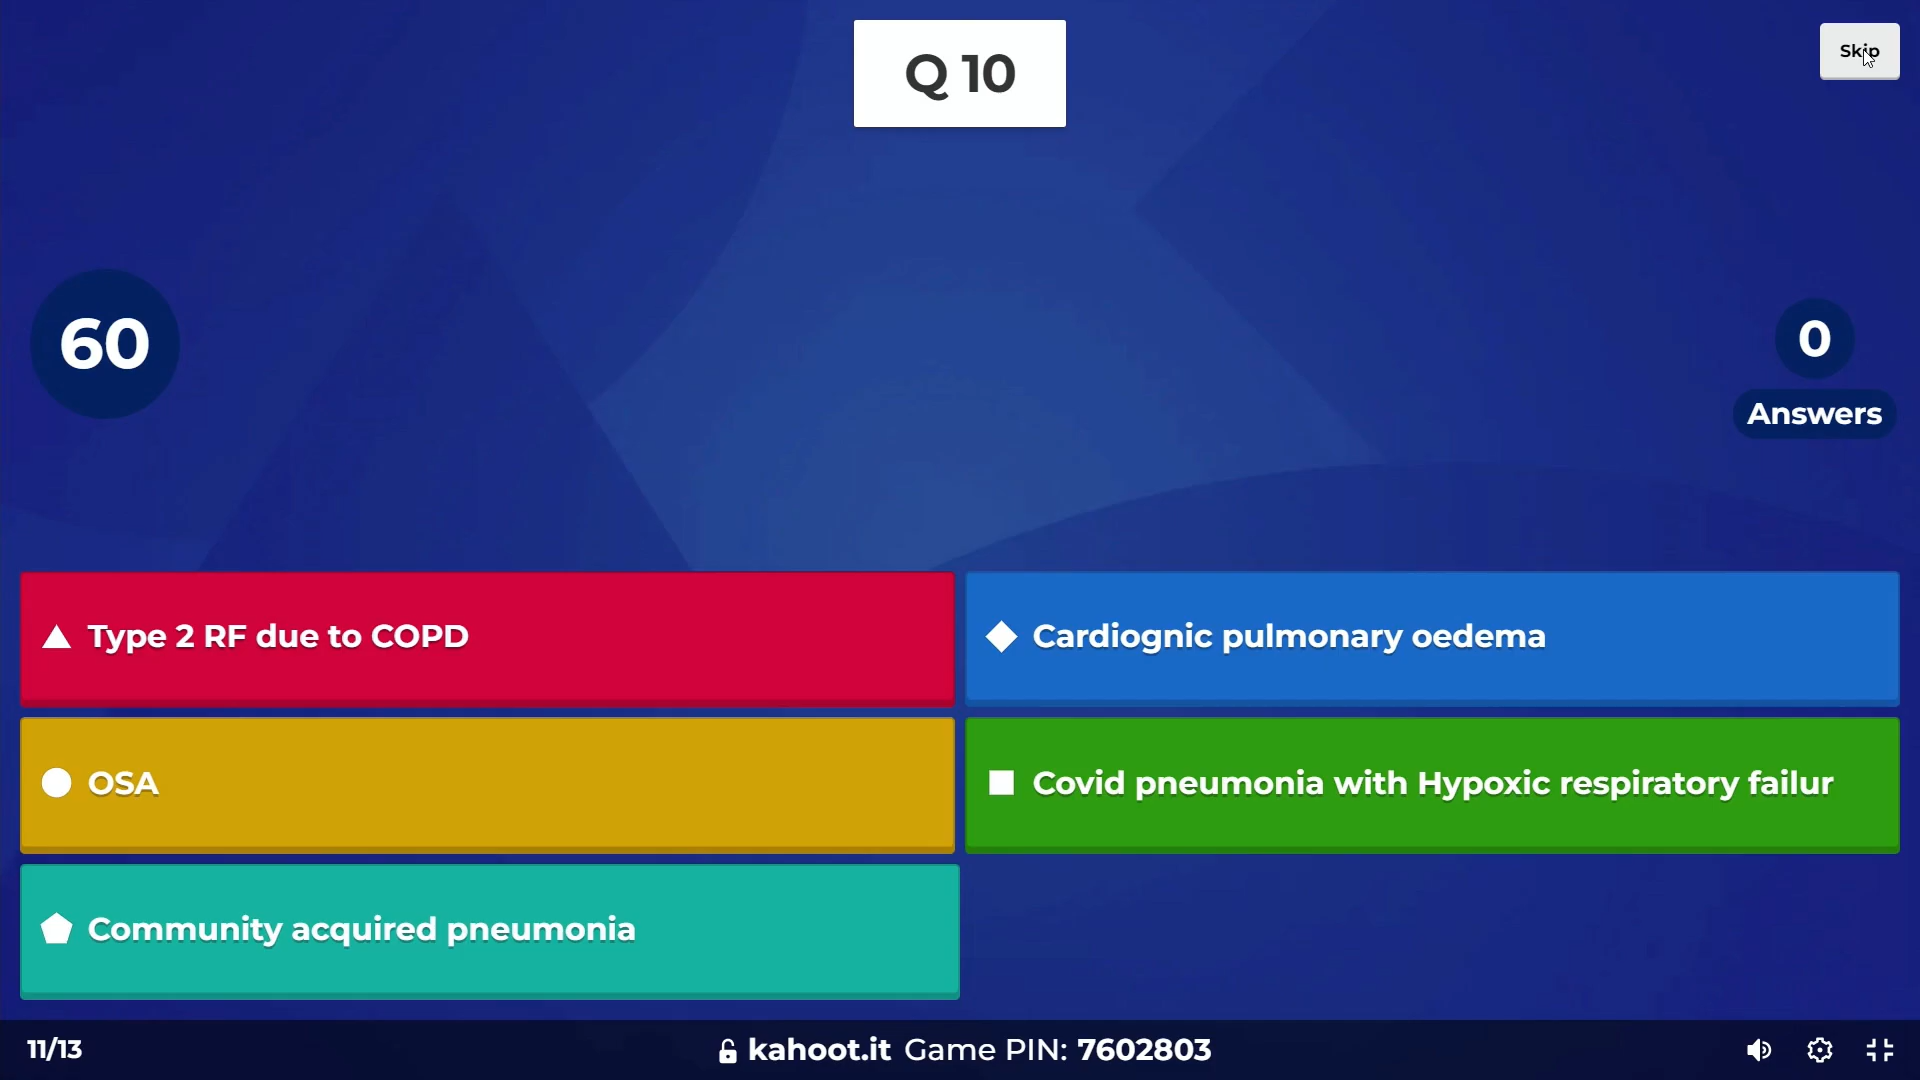 Q 10
Skip
60
0
Answers
Type 2 RF due to COPD
Cardiognic pulmonary oedema
OSA
Covid pneumonia with Hypoxic respiratory failur
Community acquired pneumonia
11/13
kahoot.it Game PIN: 7602803